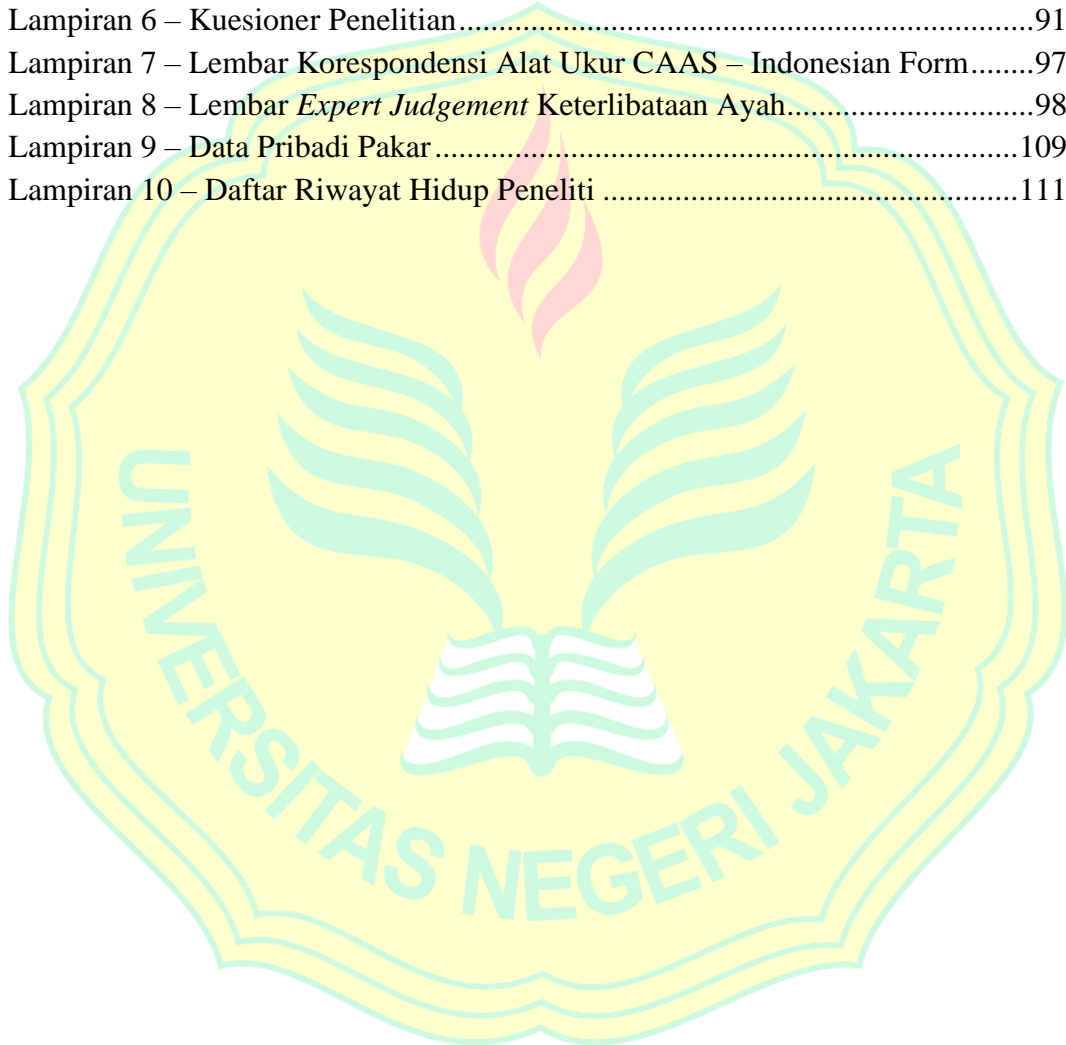 Lampiran 6 – Kuesioner Penelitian........................................................................91
Lampiran 7 – Lembar Korespondensi Alat Ukur CAAS – Indonesian Form........97
Lampiran 8 – Lembar Expert Judgement Keterlibataan Ayah...............................98
Lampiran 9 – Data Pribadi Pakar.........................................................................109
Lampiran 10 – Daftar Riwayat Hidup Peneliti ....................................................111
UNIVERSITAS NEGERI JAKARTA